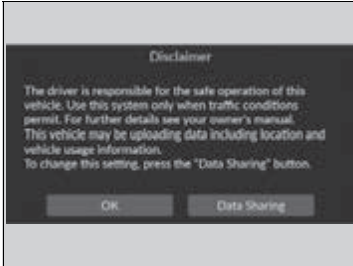 Disclaimer
The driver is responsible for the safe operation of this
vehicle. Use this system only when traffic conditions
permit. For further details see your owner's manual.
This vehicle may be uploading data including location and
vehicle usage information.
To change this setting, press the "Data Sharing" button.
OK
Data Sharing